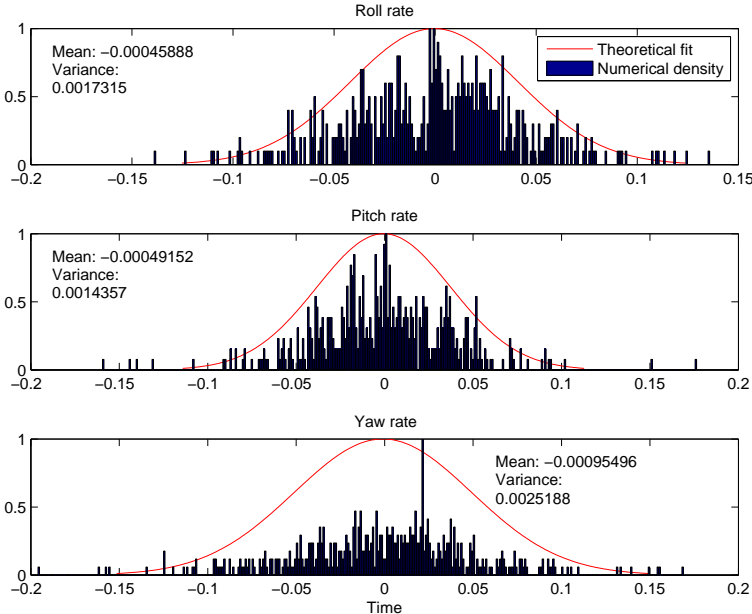 Roll rate
1
0.5
0
Mean: −0.00045888
Variance:
0.0017315
Theoretical fit
Numerical density
−0.2 −0.15 −0.1 −0.05 0 0.05 0.1 0.15
Pitch rate
1
0.5
0
Mean: −0.00049152
Variance:
0.0014357
−0.2 −0.15 −0.1 −0.05 0 0.05 0.1 0.15 0.2
Yaw rate
1
0.5
0
Mean: −0.00095496
Variance:
0.0025188
−0.2 −0.15 −0.1 −0.05 0 0.05 0.1 0.15 0.2
Time